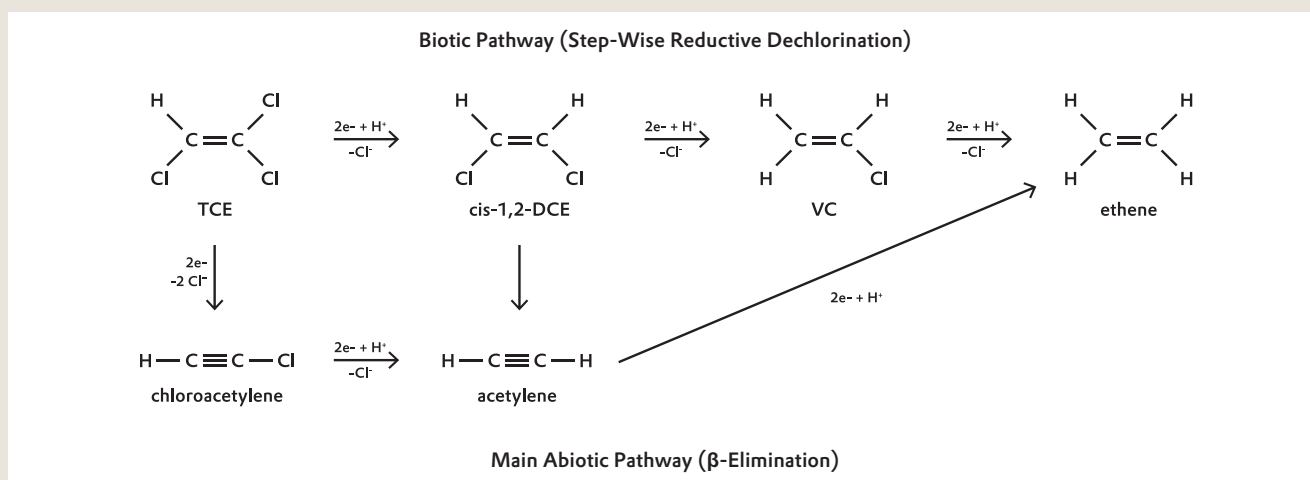 Biotic Pathway (Step-Wise Reductive Dechlorination)
H Cl H H H H H H
2e- + H⁺ 2e- + H⁺ 2e- + H⁺
C=C C=C C=C C=C
-Cl⁻ -Cl⁻ -Cl⁻
Cl Cl Cl Cl H Cl H H
TCE cis-1,2-DCE VC ethene
2e-
-2 Cl⁻
2e- + H⁺
2e- + H⁺
H—C≡C—Cl H—C≡C—H
-Cl⁻
chloroacetylene acetylene
Main Abiotic Pathway (β-Elimination)